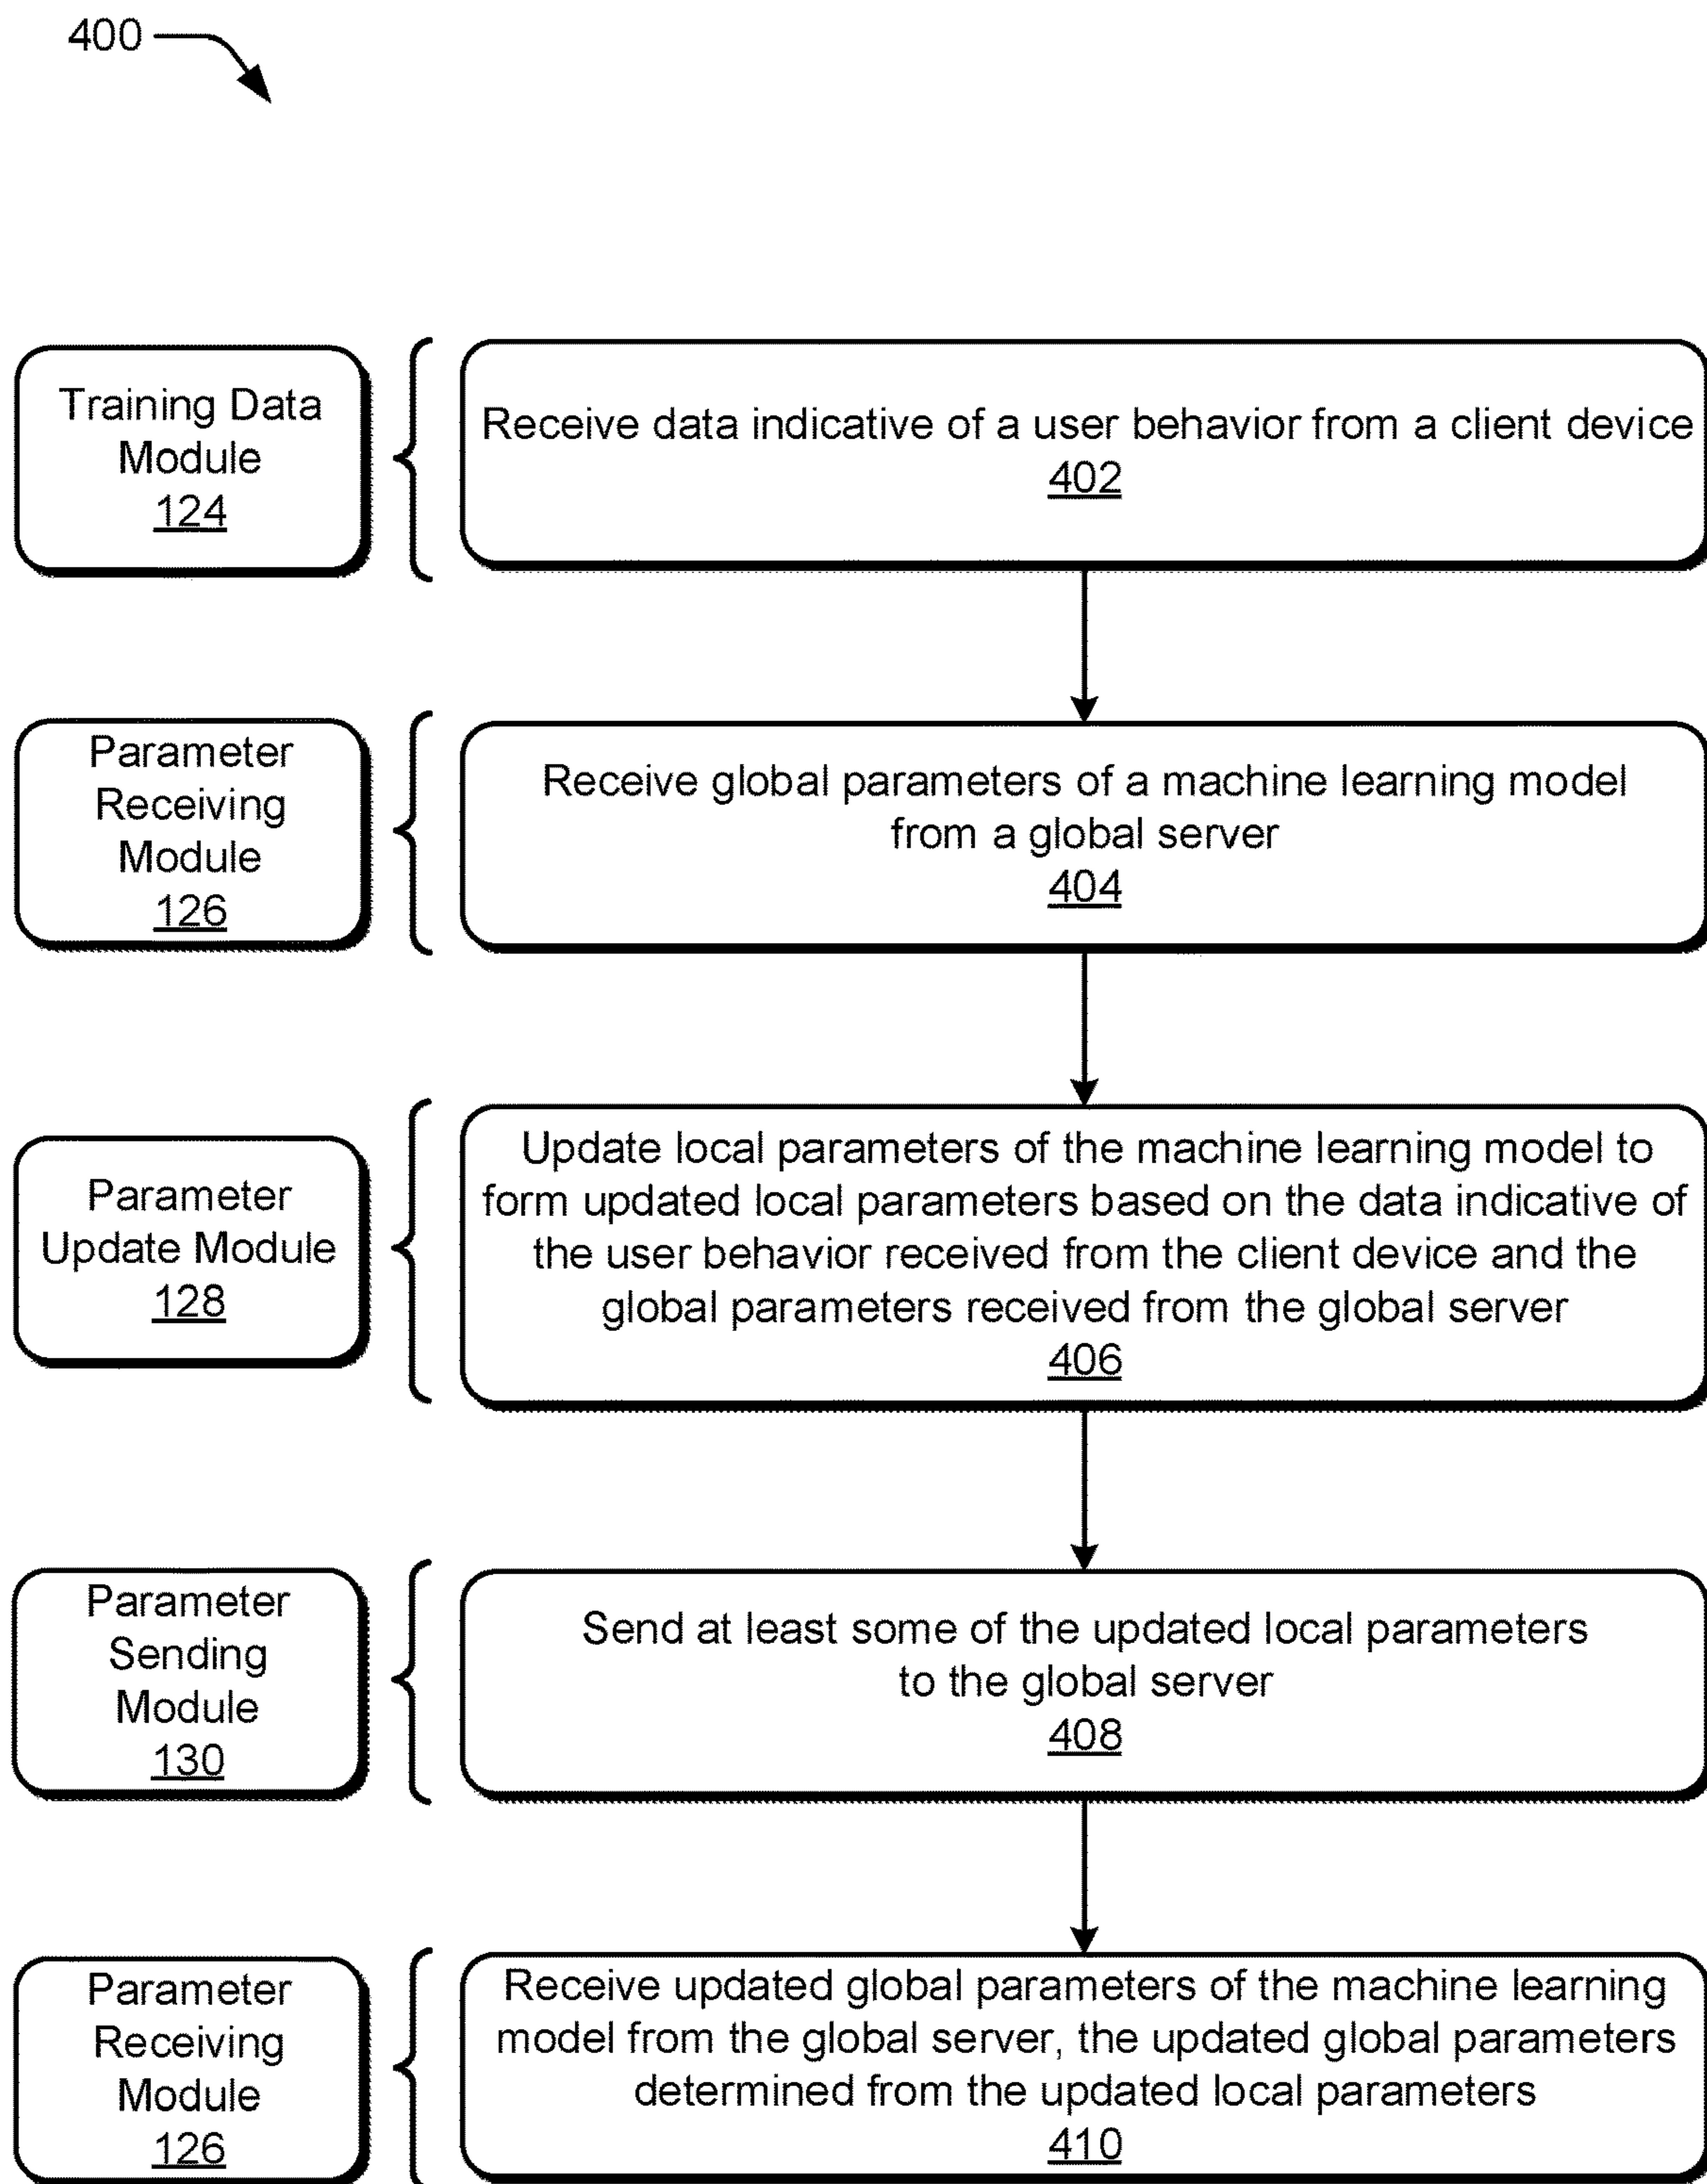 400
Training Data
Module
124
Receive data indicative of a user behavior from a client device
402
Parameter
Receiving
Module
126
Receive global parameters of a machine learning model
from a global server
404
Parameter
Update Module
128
Update local parameters of the machine learning model to
form updated local parameters based on the data indicative of
the user behavior received from the client device and the
global parameters received from the global server
406
Parameter
Sending
Module
130
Send at least some of the updated local parameters
to the global server
408
Parameter
Receiving
Module
126
Receive updated global parameters of the machine learning
model from the global server, the updated global parameters
determined from the updated local parameters
410